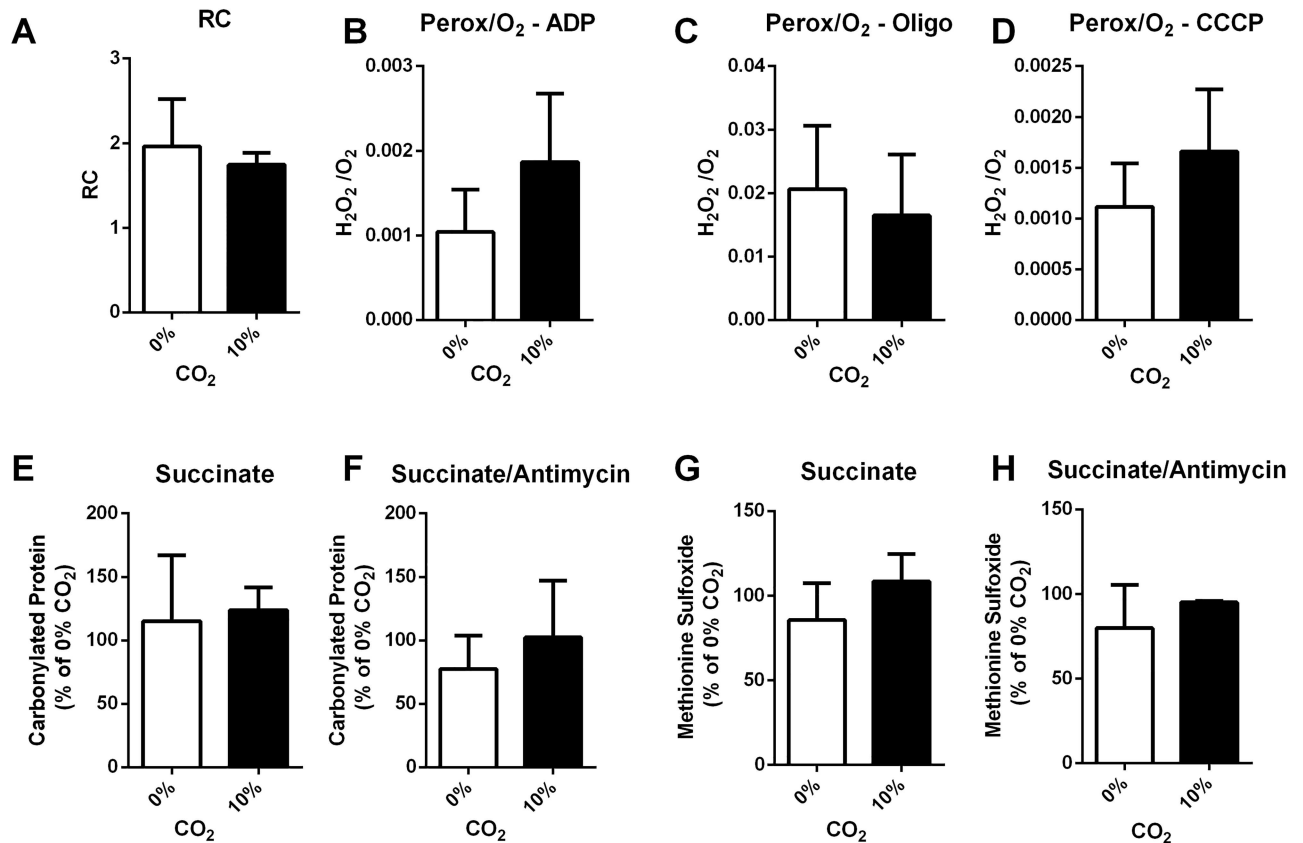 A
RC
RC
3
2
1
0
0%
10%
CO₂
B
Perox/O₂ - ADP
H₂O₂ /O₂
0.003
0.002
0.001
0.000
0%
10%
CO₂
C
Perox/O₂ - Oligo
H₂O₂ /O₂
0.04
0.03
0.02
0.01
0.00
0%
10%
CO₂
D
Perox/O₂ - CCCP
H₂O₂ /O₂
0.0025
0.0020
0.0015
0.0010
0.0005
0.0000
0%
10%
CO₂
E
Succinate
Carbonylated Protein
(% of 0% CO₂)
200
150
100
50
0
0%
10%
CO₂
F
Succinate/Antimycin
Carbonylated Protein
(% of 0% CO₂)
200
150
100
50
0
0%
10%
CO₂
G
Succinate
Methionine Sulfoxide
(% of 0% CO₂)
150
100
50
0
0%
10%
CO₂
H
Succinate/Antimycin
Methionine Sulfoxide
(% of 0% CO₂)
150
100
50
0
0%
10%
CO₂